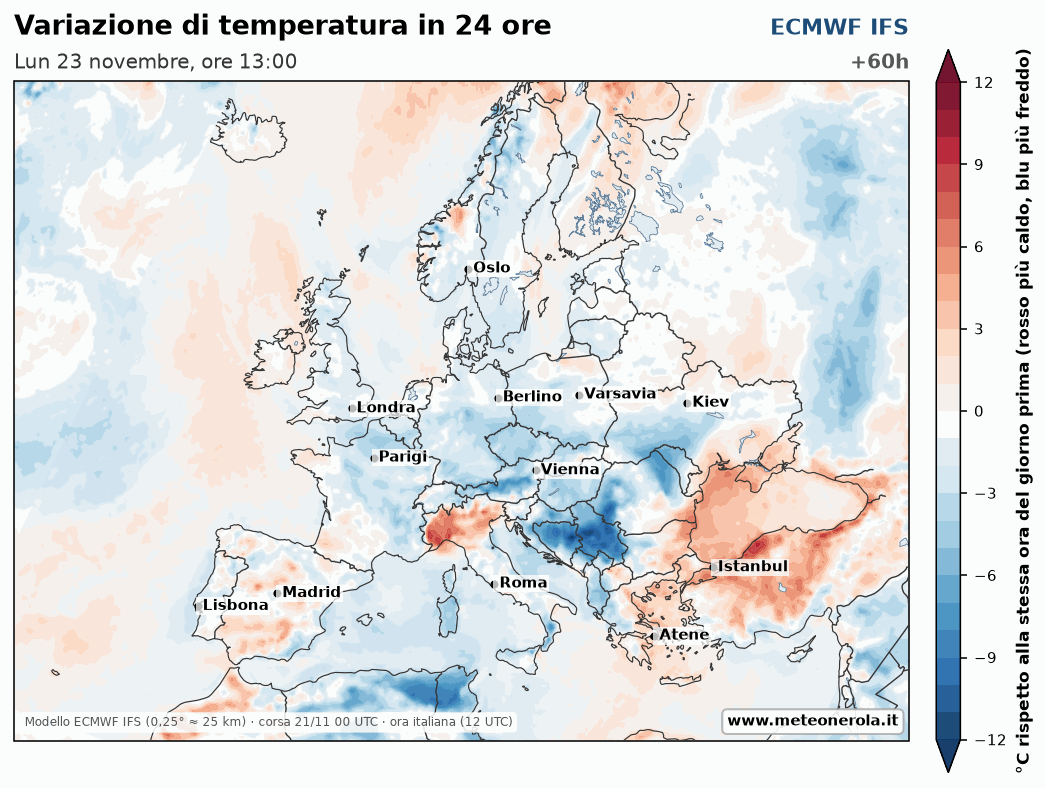 Variazione di temperatura in 24 ore
ECMWF IFS
Lun 23 novembre, ore 13:00
+60h
Oslo
Londra
Berlino
Varsavia
Kiev
Parigi
Vienna
Istanbul
Roma
Madrid
Lisbona
Atene
Modello ECMWF IFS (0,25° ≈ 25 km) · corsa 21/11 00 UTC · ora italiana (12 UTC)
www.meteonerola.it
12
9
6
3
0
−3
−6
−9
−12
°C rispetto alla stessa ora del giorno prima (rosso più caldo, blu più freddo)